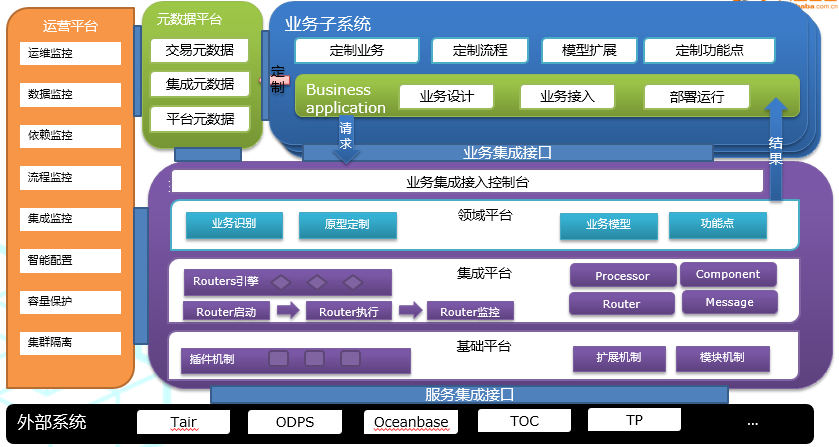 运营平台
运维监控
数据监控
依赖监控
流程监控
集成监控
智能配置
容量保护
集群隔离
元数据平台
交易元数据
集成元数据
平台元数据
定制
业务子系统
定制业务
定制流程
模型扩展
定制功能点
Business
application
业务设计
业务接入
部署运行
请求
结果
业务集成接口
业务集成接入控制台
领域平台
业务识别
原型定制
业务模型
功能点
集成平台
Routers引擎
Router启动
Router执行
Router监控
Processor
Component
Router
Message
基础平台
插件机制
扩展机制
模块机制
服务集成接口
外部系统
Tair
ODPS
Oceanbase
TOC
TP
...